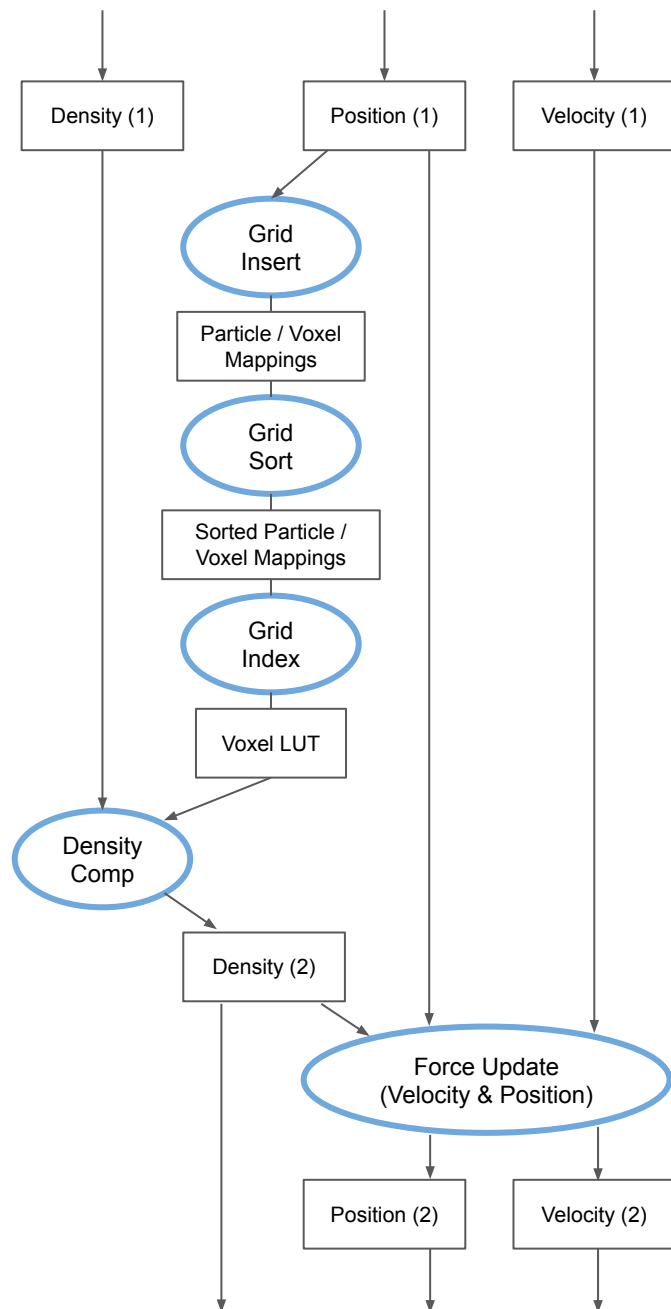 Density (1)
Position (1)
Velocity (1)
Grid
Insert
Particle / Voxel
Mappings
Grid
Sort
Sorted Particle /
Voxel Mappings
Grid
Index
Voxel LUT
Density
Comp
Density (2)
Force Update
(Velocity & Position)
Position (2)
Velocity (2)